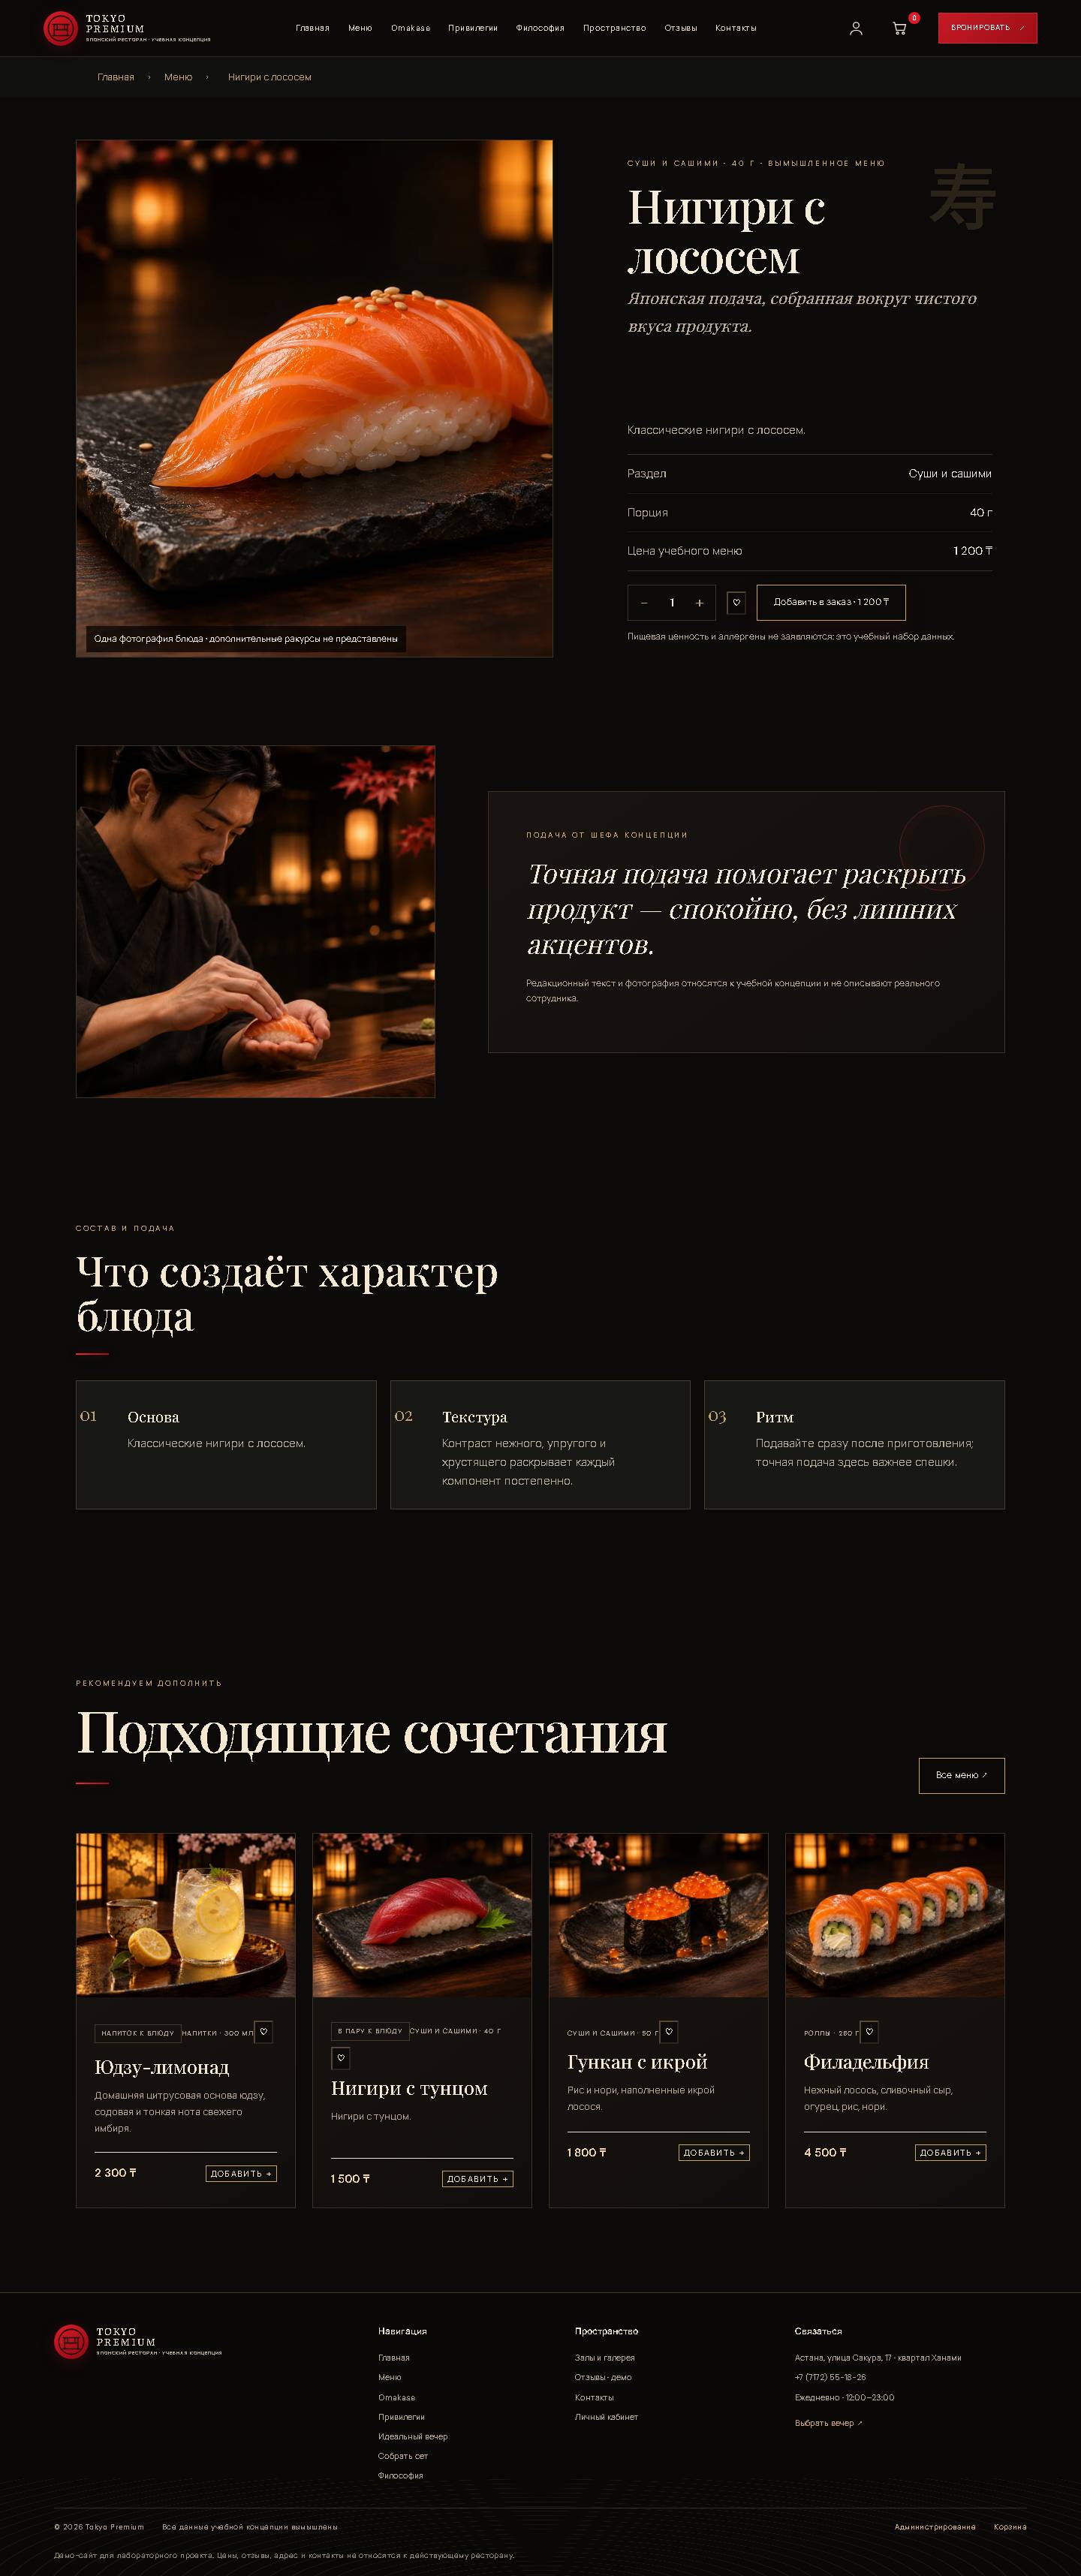 TOKYO
PREMIUM
ЯПОНСКИЙ РЕСТОРАН · УЧЕБНАЯ КОНЦЕПЦИЯ
Главная Меню Omakase Привилегии Философия Пространство Отзывы Контакты
0
БРОНИРОВАТЬ ↗
Главная › Меню › Нигири с лососем
СУШИ И САШИМИ · 40 Г · ВЫМЫШЛЕННОЕ МЕНЮ
寿
Нигири с
лососем
Японская подача, собранная вокруг чистого
вкуса продукта.
Классические нигири с лососем.
Раздел Суши и сашими
Порция 40 г
Цена учебного меню 1 200 ₸
− 1 + ♡ Добавить в заказ · 1 200 ₸
Пищевая ценность и аллергены не заявляются: это учебный набор данных.
Одна фотография блюда · дополнительные ракурсы не представлены
ПОДАЧА ОТ ШЕФА КОНЦЕПЦИИ
Точная подача помогает раскрыть
продукт — спокойно, без лишних
акцентов.
Редакционный текст и фотография относятся к учебной концепции и не описывают реального
сотрудника.
СОСТАВ И ПОДАЧА
Что создаёт характер
блюда
01 Основа
Классические нигири с лососем.
02 Текстура
Контраст нежного, упругого и
хрустящего раскрывает каждый
компонент постепенно.
03 Ритм
Подавайте сразу после приготовления;
точная подача здесь важнее спешки.
РЕКОМЕНДУЕМ ДОПОЛНИТЬ
Подходящие сочетания
Все меню ↗
НАПИТОК К БЛЮДУ НАПИТКИ · 300 МЛ ♡
Юдзу-лимонад
Домашняя цитрусовая основа юдзу,
содовая и тонкая нота свежего
имбиря.
2 300 ₸ ДОБАВИТЬ +
В ПАРУ К БЛЮДУ СУШИ И САШИМИ · 40 Г
♡
Нигири с тунцом
Нигири с тунцом.
1 500 ₸ ДОБАВИТЬ +
СУШИ И САШИМИ · 50 Г ♡
Гункан с икрой
Рис и нори, наполненные икрой
лосося.
1 800 ₸ ДОБАВИТЬ +
РОЛЛЫ · 280 Г ♡
Филадельфия
Нежный лосось, сливочный сыр,
огурец, рис, нори.
4 500 ₸ ДОБАВИТЬ +
TOKYO
PREMIUM
ЯПОНСКИЙ РЕСТОРАН · УЧЕБНАЯ КОНЦЕПЦИЯ
Навигация
Главная
Меню
Omakase
Привилегии
Идеальный вечер
Собрать сет
Философия
Пространство
Залы и галерея
Отзывы · демо
Контакты
Личный кабинет
Связаться
Астана, улица Сакура, 17 · квартал Ханами
+7 (7172) 55-18-26
Ежедневно · 12:00–23:00
Выбрать вечер ↗
© 2026 Tokyo Premium Все данные учебной концепции вымышлены
Администрирование Корзина
Демо-сайт для лабораторного проекта. Цены, отзывы, адрес и контакты не относятся к действующему ресторану.